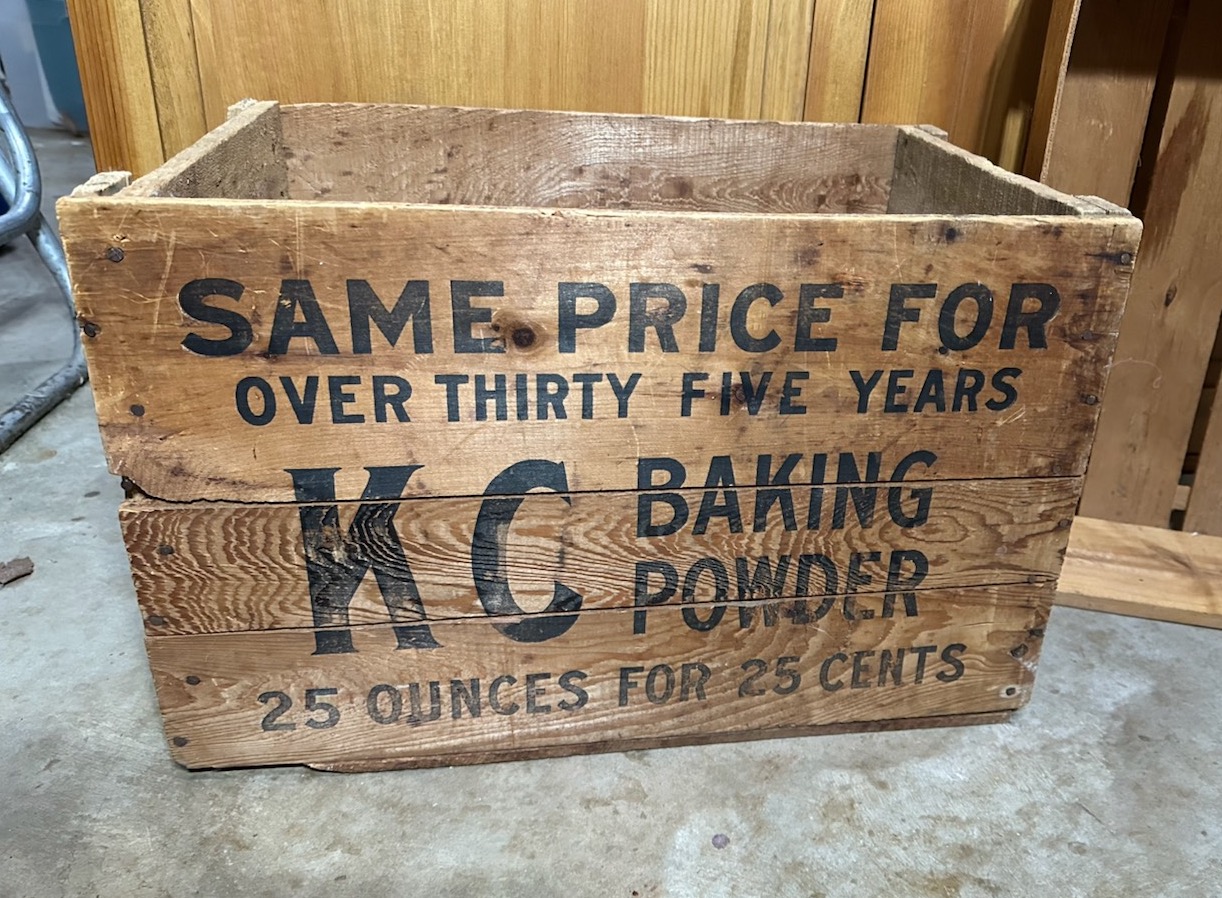 SAME PRICE FOR
OVER THIRTY FIVE YEARS
KC BAKING
POWDER
25 OUNCES FOR 25 CENTS